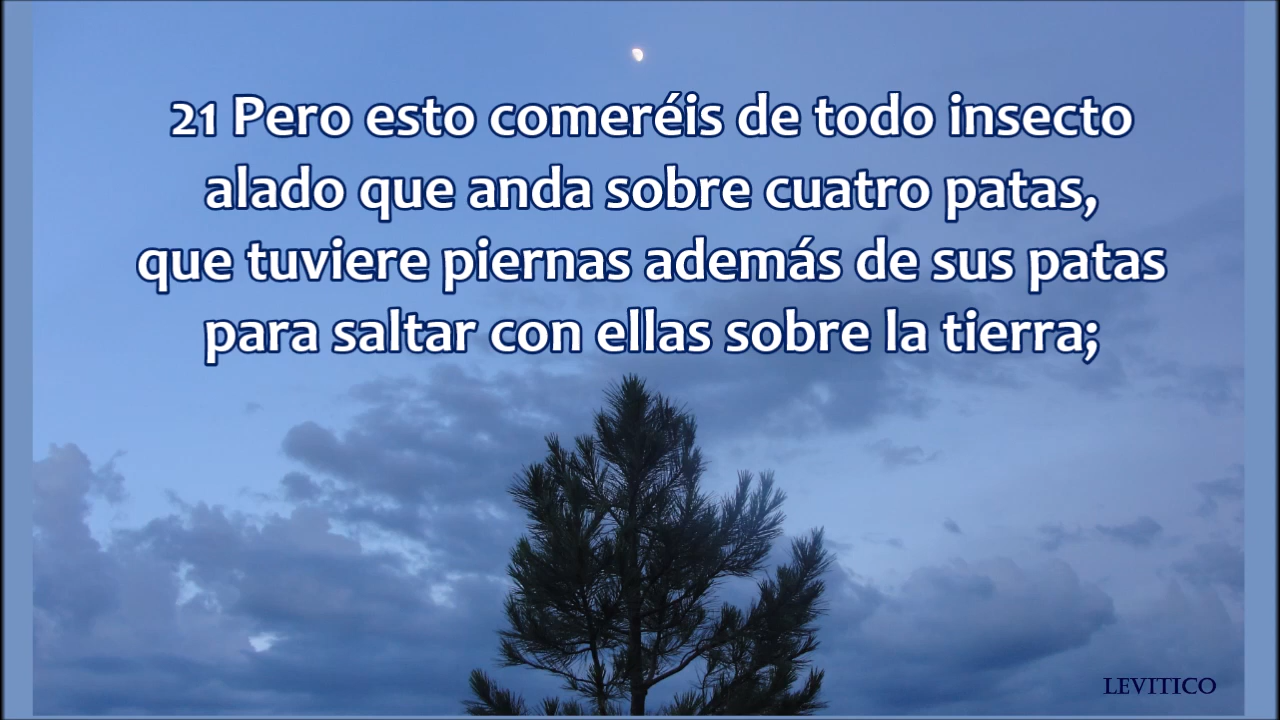 21 Pero esto comeréis de todo insecto
alado que anda sobre cuatro patas,
que tuviere piernas además de sus patas
para saltar con ellas sobre la tierra;
LEVITICO